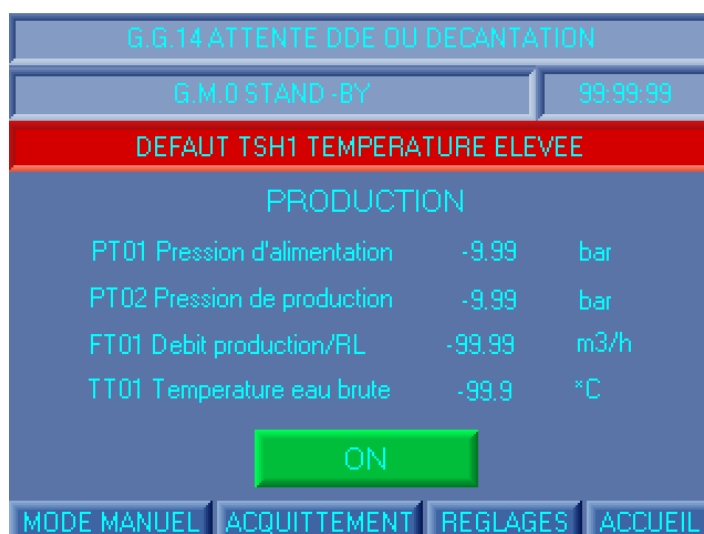 G.G.14 ATTENTE DDE OU DECANTATION
G.M.0 STAND -BY 99:99:99
DEFAUT TSH1 TEMPERATURE ELEVEE
PRODUCTION
PT01 Pression d'alimentation -9.99 bar
PT02 Pression de production -9.99 bar
FT01 Debit production/RL -99.99 m3/h
TT01 Temperature eau brute -99.9 °C
ON
MODE MANUEL ACQUITTEMENT REGLAGES ACCUEIL